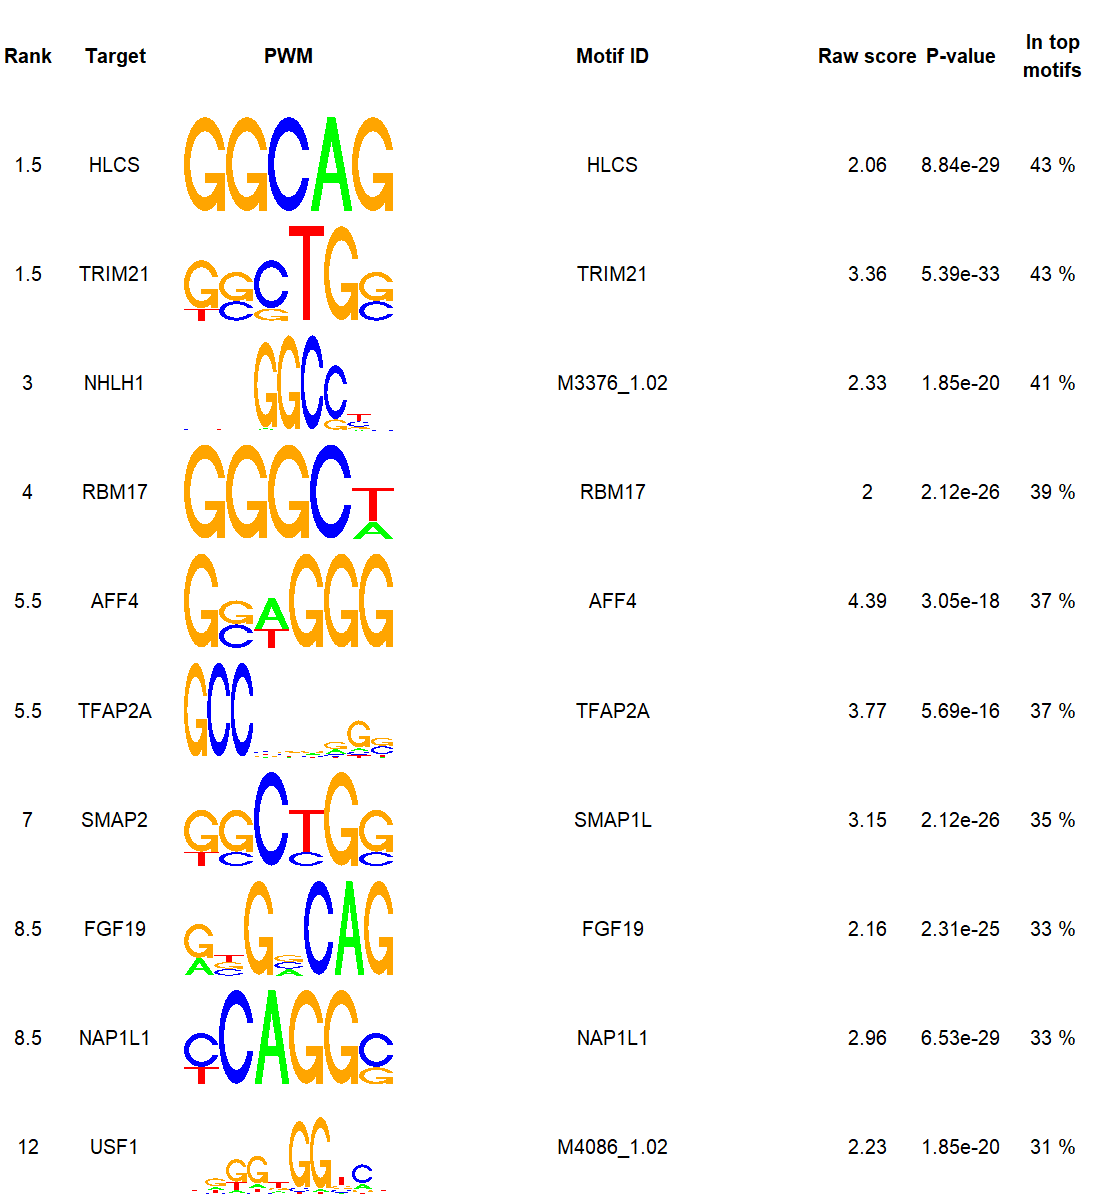 Rank Target PWM Motif ID Raw score P-value In top motifs
1.5 HLCS GGCAG HLCS 2.06 8.84e-29 43 %
1.5 TRIM21 TRIM21 3.36 5.39e-33 43 %
3 NHLH1 M3376_1.02 2.33 1.85e-20 41 %
4 RBM17 RBM17 2 2.12e-26 39 %
5.5 AFF4 AFF4 4.39 3.05e-18 37 %
5.5 TFAP2A TFAP2A 3.77 5.69e-16 37 %
7 SMAP2 SMAP1L 3.15 2.12e-26 35 %
8.5 FGF19 FGF19 2.16 2.31e-25 33 %
8.5 NAP1L1 NAP1L1 2.96 6.53e-29 33 %
12 USF1 M4086_1.02 2.23 1.85e-20 31 %